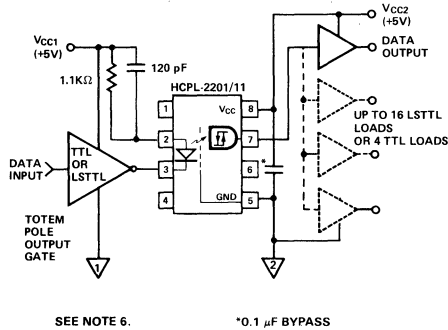 VCC1
(+5V)
1.1KΩ
120 pF
HCPL-2201/11
VCC2
(+5V)
DATA
OUTPUT
1
VCC
8
2
7
3
6
*
4
GND
5
UP TO 16 LSTTL
LOADS
OR 4 TTL LOADS
DATA
INPUT
TTL
OR
LSTTL
TOTEM
POLE
OUTPUT
GATE
1
2
SEE NOTE 6.
*0.1 μF BYPASS